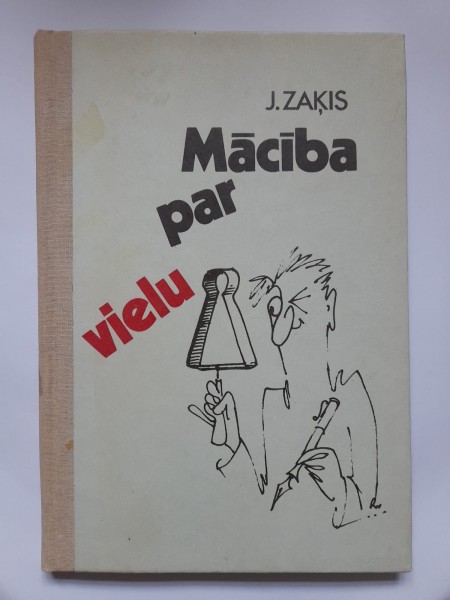 J. ZAĶIS
Mācība
par
vielu